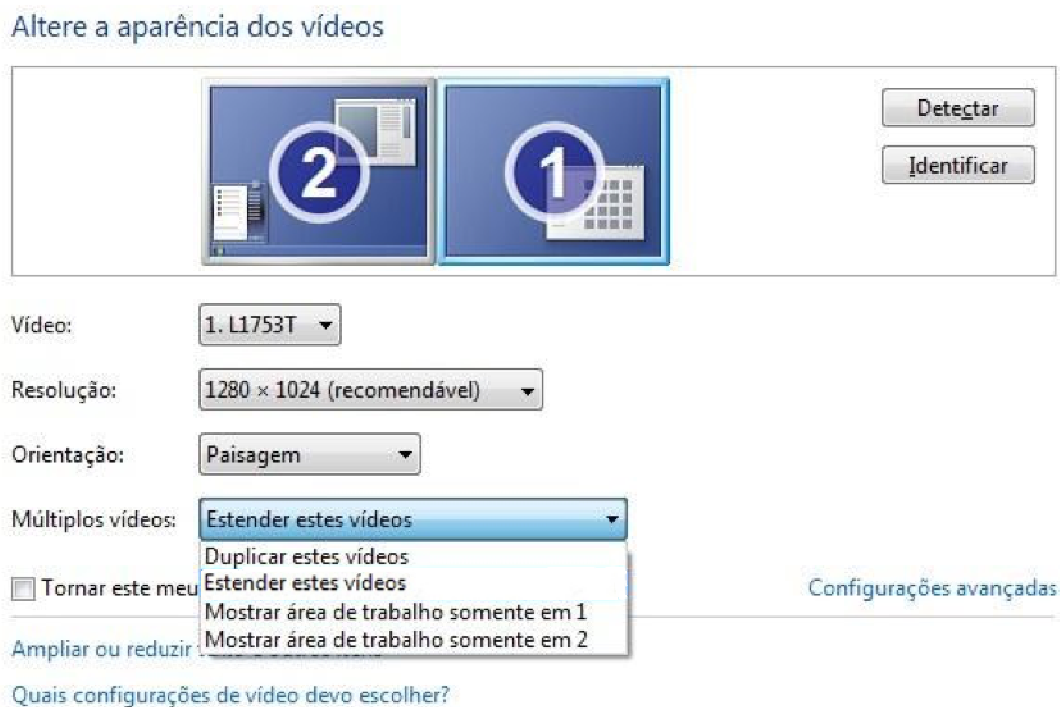 Altere a aparência dos vídeos
2
1
Detectar
Identificar
Vídeo: 1. L1753T
Resolução: 1280 × 1024 (recomendável)
Orientação: Paisagem
Múltiplos vídeos: Estender estes vídeos
Duplicar estes vídeos
Estender estes vídeos
Tornar este meu
Configurações avançadas
Mostrar área de trabalho somente em 1
Mostrar área de trabalho somente em 2
Ampliar ou reduzir
Quais configurações de vídeo devo escolher?